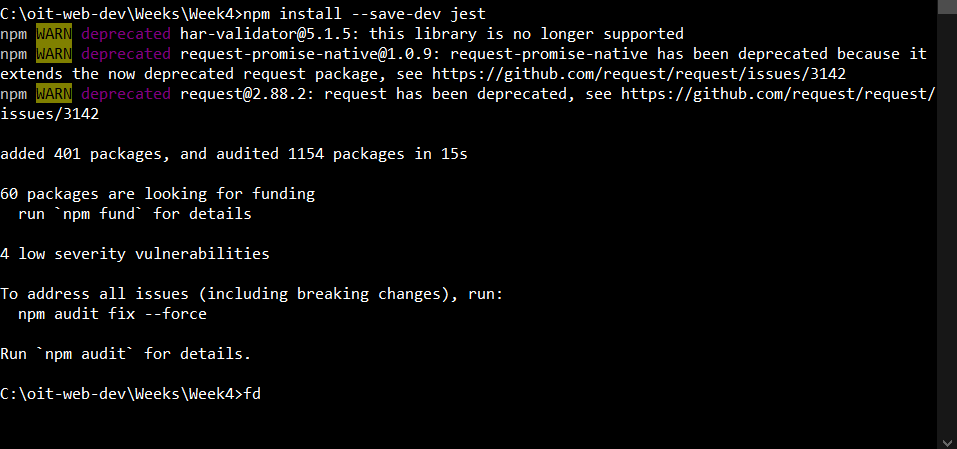 C:\oit-web-dev\Weeks\Week4>npm install --save-dev jest
npm WARN deprecated har-validator@5.1.5: this library is no longer supported
npm WARN deprecated request-promise-native@1.0.9: request-promise-native has been deprecated because it
extends the now deprecated request package, see https://github.com/request/request/issues/3142
npm WARN deprecated request@2.88.2: request has been deprecated, see https://github.com/request/request/
issues/3142
added 401 packages, and audited 1154 packages in 15s
60 packages are looking for funding
  run `npm fund` for details
4 low severity vulnerabilities
To address all issues (including breaking changes), run:
  npm audit fix --force
Run `npm audit` for details.
C:\oit-web-dev\Weeks\Week4>fd